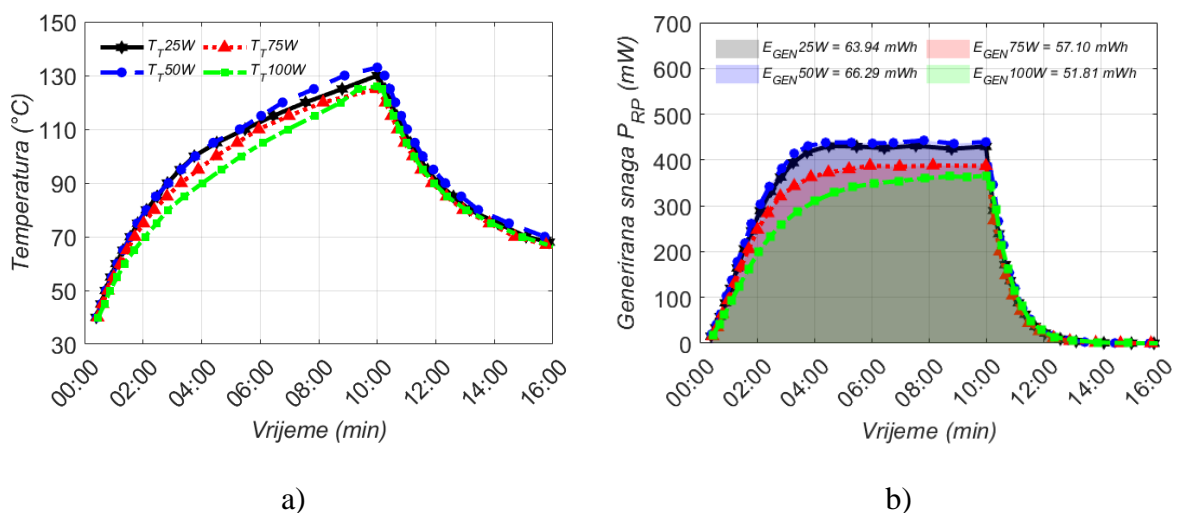 150
130
110
90
70
50
30
Temperatura (°C)
T_T25W T_T75W
T_T50W T_T100W
00:00 02:00 04:00 06:00 08:00 10:00 12:00 14:00 16:00
Vrijeme (min)
a)
700
600
500
400
300
200
100
0
Generirana snaga P_RP (mW)
E_GEN25W = 63.94 mWh E_GEN75W = 57.10 mWh
E_GEN50W = 66.29 mWh E_GEN100W = 51.81 mWh
00:00 02:00 04:00 06:00 08:00 10:00 12:00 14:00 16:00
Vrijeme (min)
b)